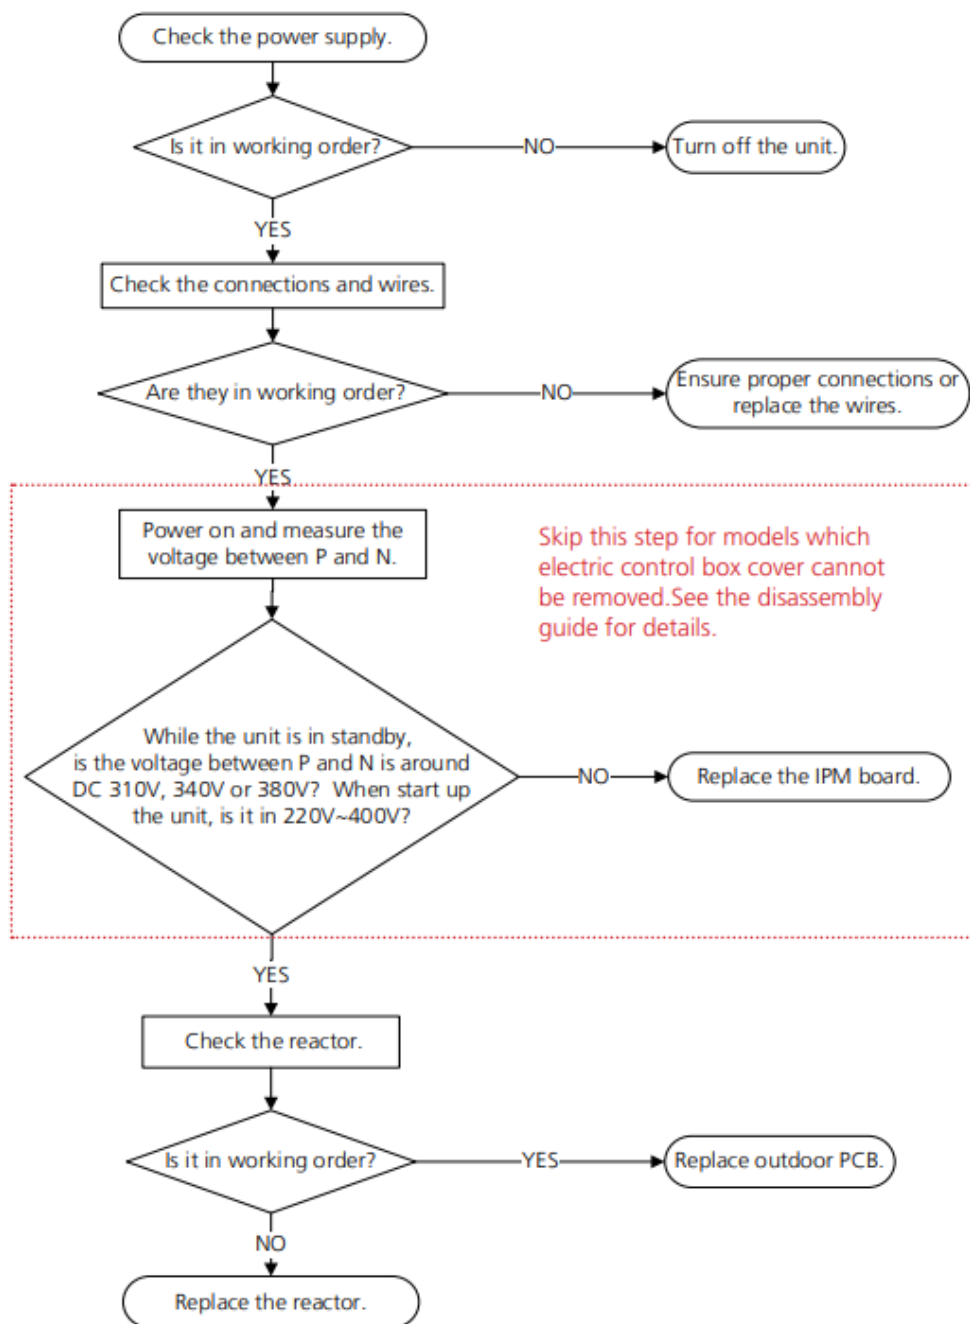 Check the power supply.
Is it in working order?
NO
Turn off the unit.
YES
Check the connections and wires.
Are they in working order?
NO
Ensure proper connections or
replace the wires.
YES
Power on and measure the
voltage between P and N.
Skip this step for models which
electric control box cover cannot
be removed.See the disassembly
guide for details.
While the unit is in standby,
is the voltage between P and N is around
DC 310V, 340V or 380V? When start up
the unit, is it in 220V~400V?
NO
Replace the IPM board.
YES
Check the reactor.
Is it in working order?
YES
Replace outdoor PCB.
NO
Replace the reactor.